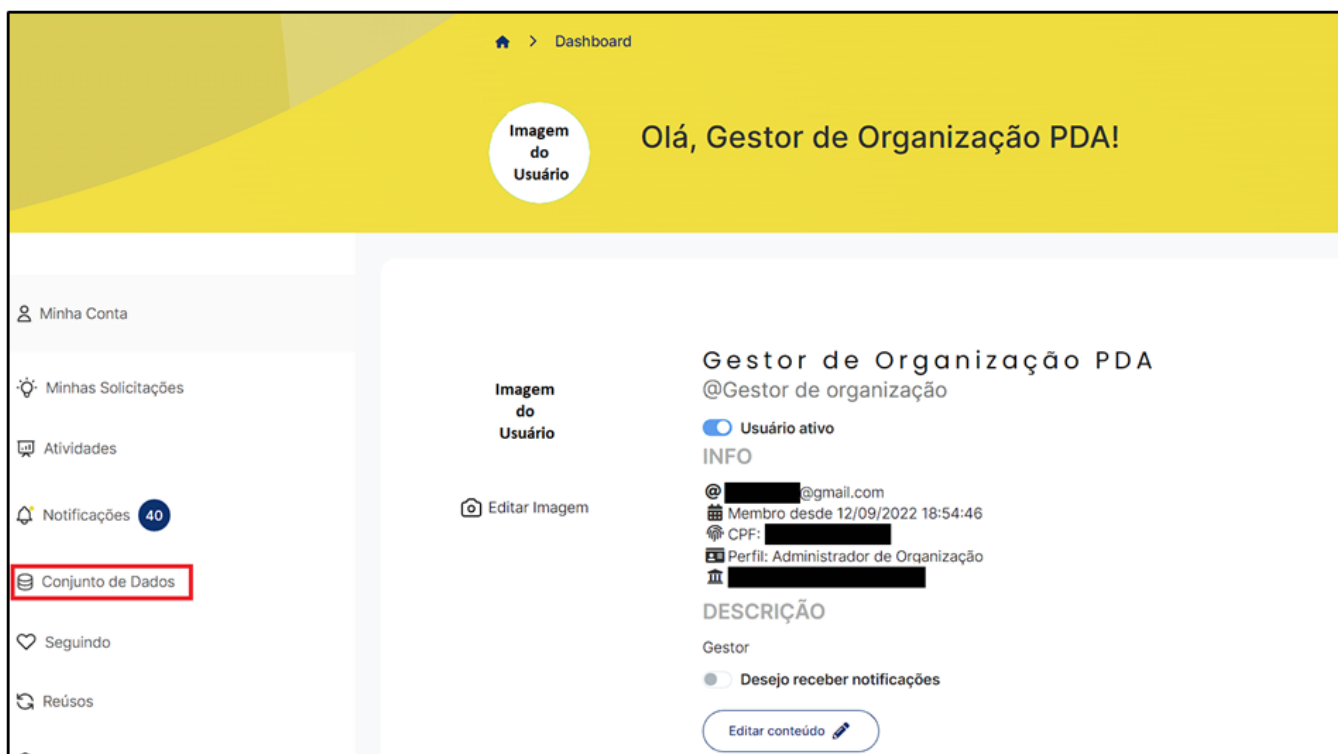 > Dashboard
Imagem
do
Usuário
Olá, Gestor de Organização PDA!
Minha Conta
Minhas Solicitações
Atividades
Notificações 40
Conjunto de Dados
Seguindo
Reúsos
Imagem
do
Usuário
Editar Imagem
Gestor de Organização PDA
@Gestor de organização
Usuário ativo
INFO
@ @gmail.com
Membro desde 12/09/2022 18:54:46
CPF:
Perfil: Administrador de Organização
DESCRIÇÃO
Gestor
Desejo receber notificações
Editar conteúdo